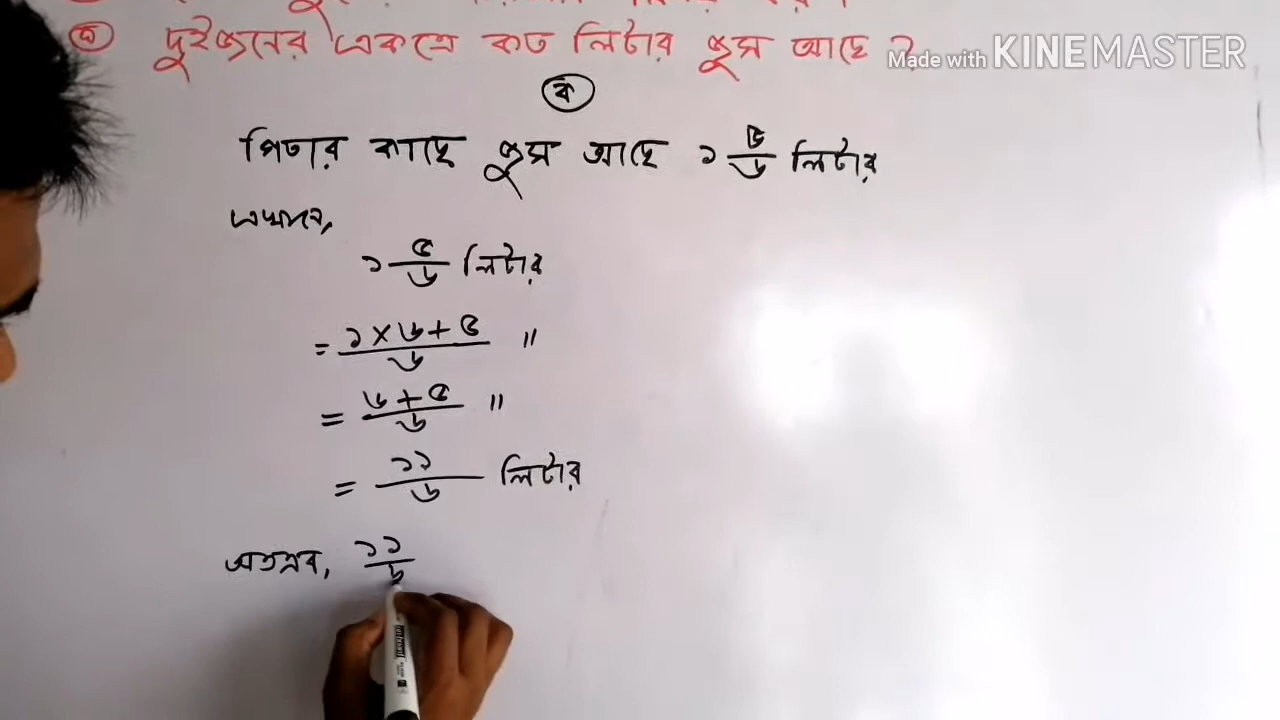 ঘ দুইজনের একত্রে কত লিটার জুস আছে?
Made with KINEMASTER
ক
মিতার কাছে জুস আছে ১ ৫/৬ লিটার
এখানে,
১ ৫/৬ লিটার
= ১×৬+৫/৬ "
= ৬+৫/৬ "
= ১১/৬ লিটার
অতএব, ১১/৬